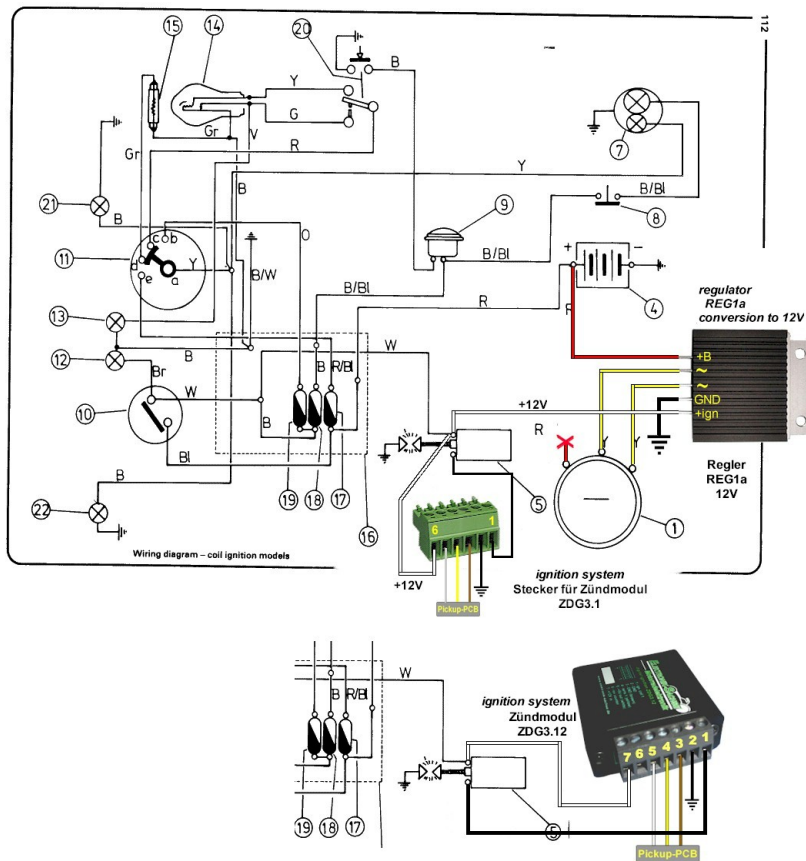 112
15
14
20
B
Y
G
Gr
V
R
Gr
Y
7
21
B
B
c
b
O
11
d
a
Y
e
9
B/Bl
8
B/Bl
+
−
4
B/W
B/Bl
R
R
regulator
REG1a
conversion to 12V
13
12
B
W
+B
~
~
GND
+ign
Br
W
B
R/Bl
10
B
+12V
R
Y
Y
Bl
B
5
Regler
REG1a
12V
22
19
18
17
16
6
1
1
Wiring diagram – coil ignition models
+12V
Pickup-PCB
ignition system
Stecker für Zündmodul
ZDG3.1
B
R/Bl
W
ignition system
Zündmodul
ZDG3.12
7 6 5 4 3 2 1
19
18
17
5
Pickup-PCB